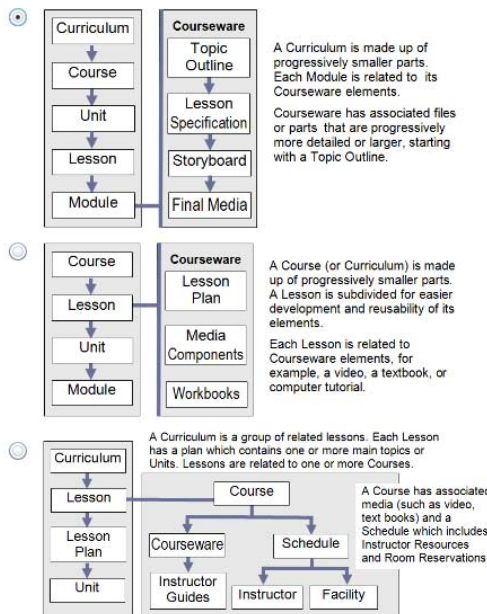 Curriculum
Course
Unit
Lesson
Module
Courseware
Topic
Outline
Lesson
Specification
Storyboard
Final Media
A Curriculum is made up of
progressively smaller parts.
Each Module is related to its
Courseware elements.
Courseware has associated files
or parts that are progressively
more detailed or larger, starting
with a Topic Outline.
Course
Lesson
Unit
Module
Courseware
Lesson
Plan
Media
Components
Workbooks
A Course (or Curriculum) is made
up of progressively smaller parts.
A Lesson is subdivided for easier
development and reusability of its
elements.
Each Lesson is related to
Courseware elements, for
example, a video, a textbook, or
computer tutorial.
A Curriculum is a group of related lessons. Each Lesson
has a plan which contains one or more main topics or
Units. Lessons are related to one or more Courses.
Curriculum
Lesson
Lesson
Plan
Unit
Course
Courseware
Schedule
Instructor
Guides
Instructor
Facility
A Course has associated
media (such as video,
text books) and a
Schedule which includes
Instructor Resources
and Room Reservations